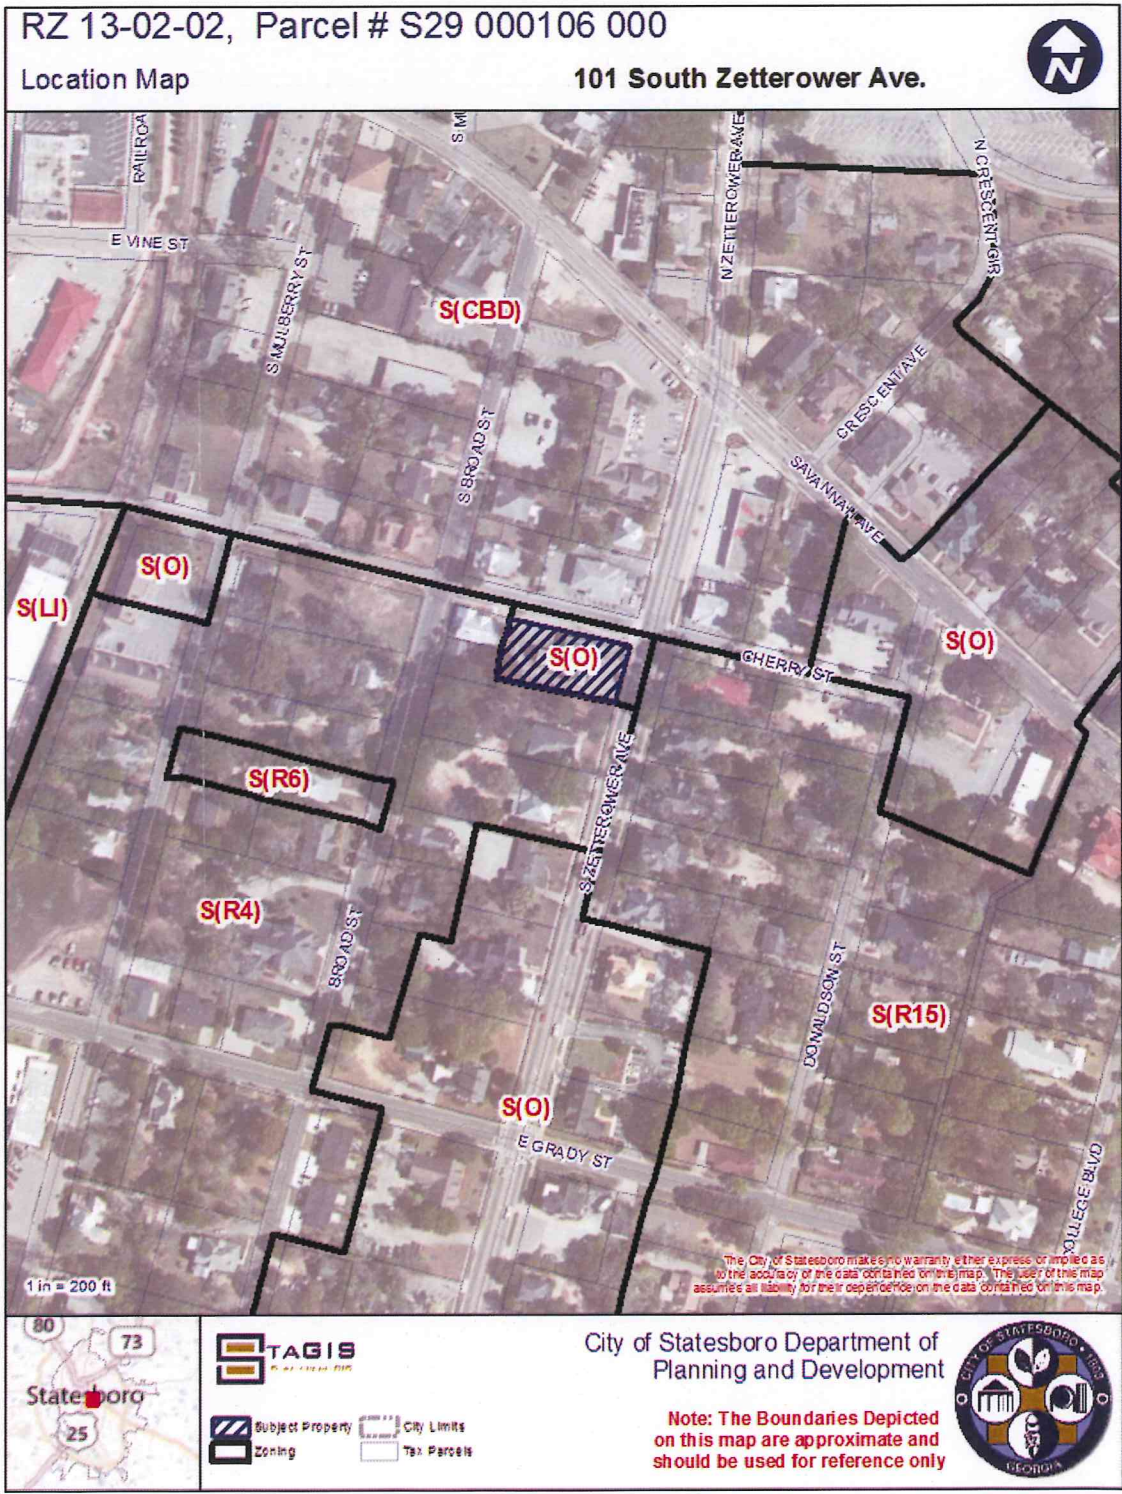 RZ 13-02-02, Parcel # S29 000106 000
Location Map
101 South Zetterower Ave.
N
RAILROA
S M
N ZETTEROWER AVE
N CRESCENT CIR
E VINE ST
S MULBERRY ST
S(CBD)
CRESCENT AVE
S BROAD ST
SAVANNAH AVE
S(O)
S(LI)
S(O)
S(O)
CHERRY ST
S(R6)
S ZETTEROWER AVE
S(R4)
BROAD ST
DONALDSON ST
S(R15)
S(O)
E GRADY ST
OLLEGE BLVD
1 in = 200 ft
The City of Statesboro makes no warranty either express or implied as
to the accuracy of the data contained on this map. The user of this map
assumes all liability for their dependence on the data contained on this map.
80
73
Statesboro
25
STAGIS
Subject Property
City Limits
Zoning
Tax Parcels
City of Statesboro Department of
Planning and Development
Note: The Boundaries Depicted
on this map are approximate and
should be used for reference only
CITY OF STATESBORO • 1803
GEORGIA